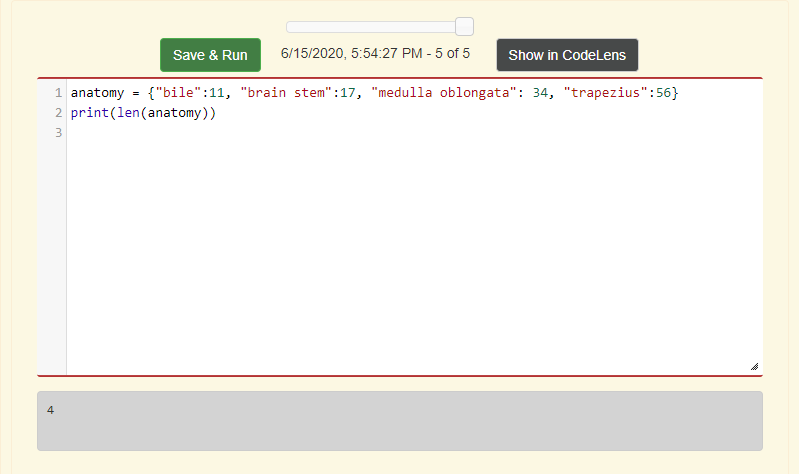 Save & Run 6/15/2020, 5:54:27 PM - 5 of 5 Show in CodeLens
1 anatomy = {"bile":11, "brain stem":17, "medulla oblongata": 34, "trapezius":56}
2 print(len(anatomy))
3
4